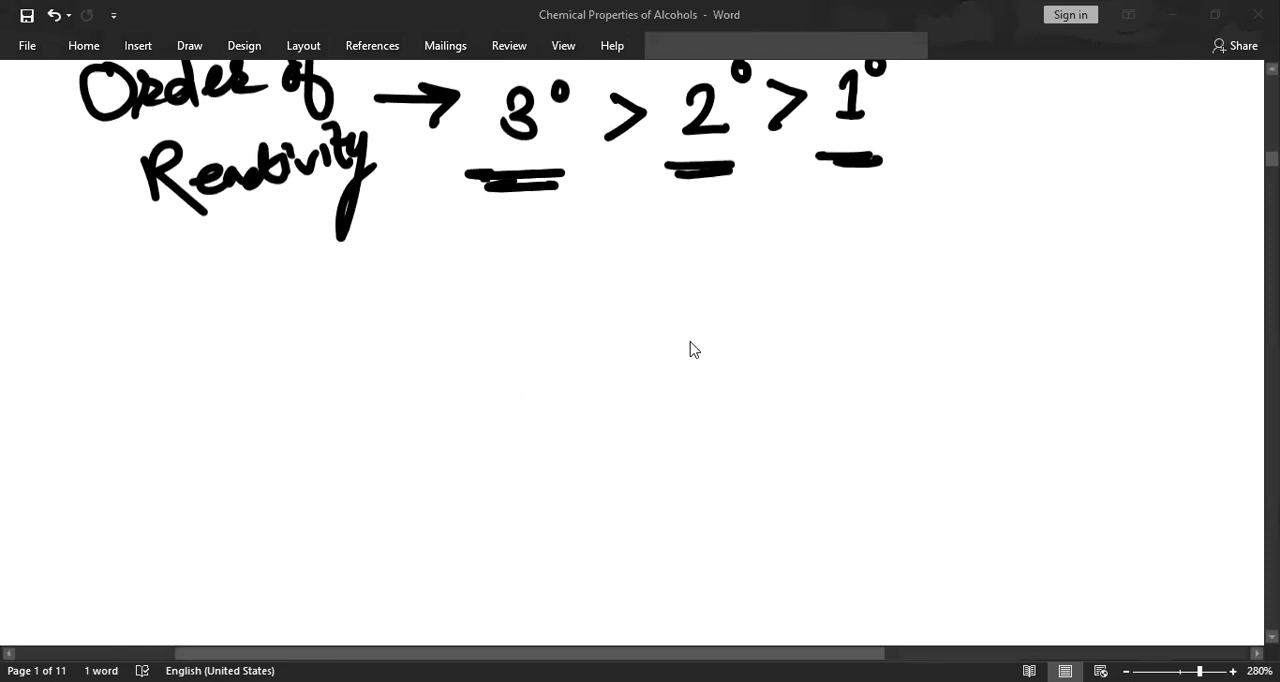 Chemical Properties of Alcohols - Word
Sign in
File Home Insert Draw Design Layout References Mailings Review View Help
Share
Order of → 3° > 2° > 1°
Reactivity
Page 1 of 11 1 word English (United States) 280%